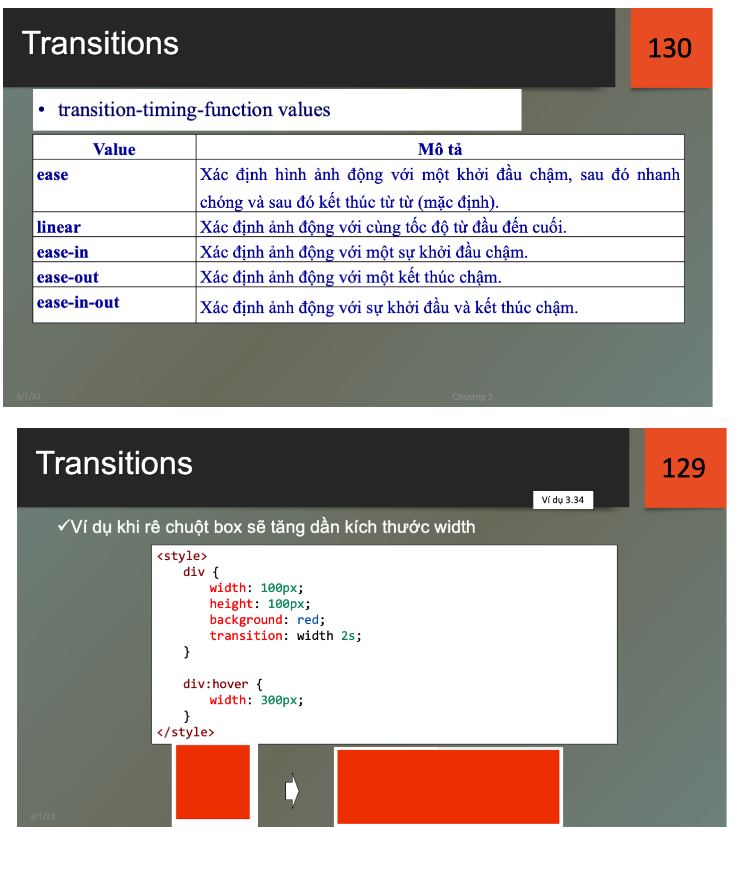 Transitions
130
• transition-timing-function values
Value Mô tả
ease Xác định hình ảnh động với một khởi đầu chậm, sau đó nhanh
chóng và sau đó kết thúc từ từ (mặc định).
linear Xác định ảnh động với cùng tốc độ từ đầu đến cuối.
ease-in Xác định ảnh động với một sự khởi đầu chậm.
ease-out Xác định ảnh động với một kết thúc chậm.
ease-in-out Xác định ảnh động với sự khởi đầu và kết thúc chậm.
3/1/22 Chương 3
Transitions
129
Ví dụ 3.34
✓Ví dụ khi rê chuột box sẽ tăng dần kích thước width
<style>
div {
width: 100px;
height: 100px;
background: red;
transition: width 2s;
}
div:hover {
width: 300px;
}
</style>
3/1/22